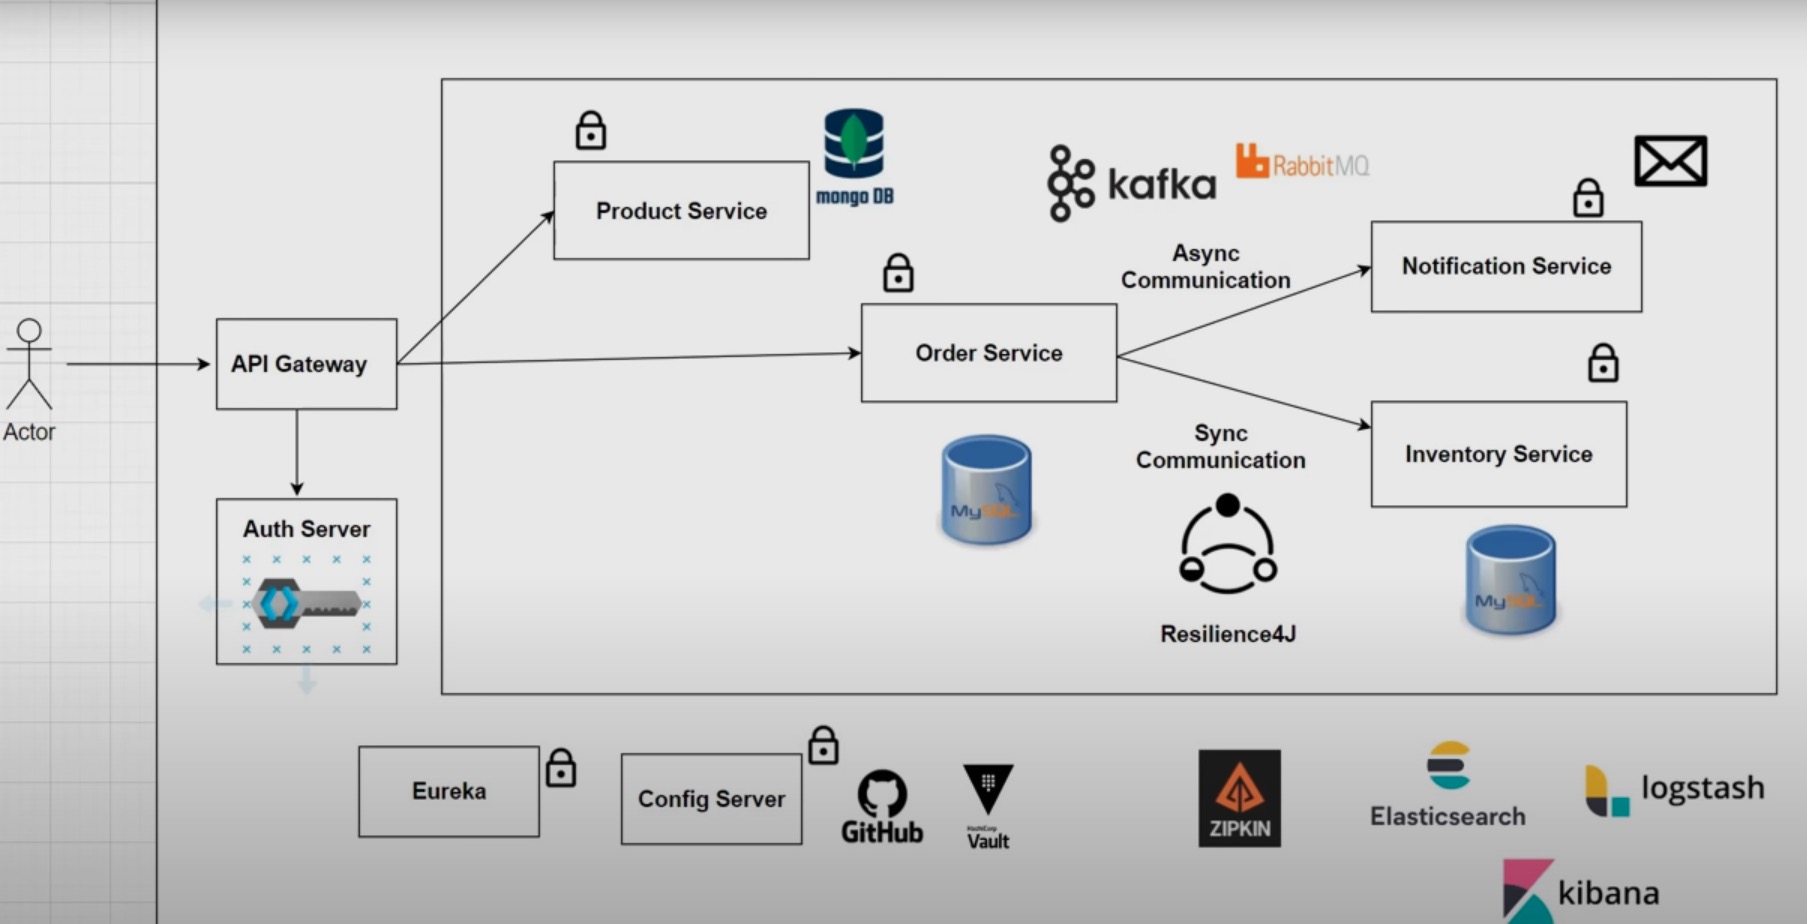 mongo DB
kafka
RabbitMQ
Product Service
Async
Communication
Notification Service
Order Service
API Gateway
Actor
Sync
Communication
Inventory Service
MySQL
Auth Server
MySQL
Resilience4J
Eureka
Config Server
GitHub
HashiCorp
Vault
ZIPKIN
Elasticsearch
logstash
kibana